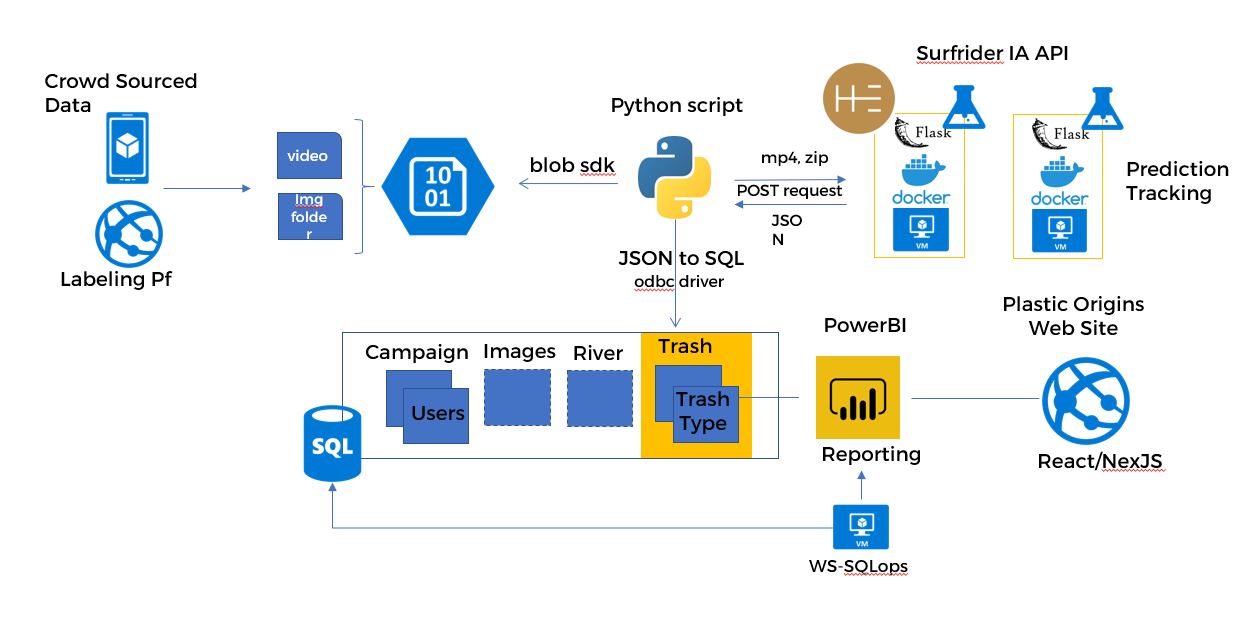 Crowd Sourced
Data
Labeling Pf
video
Img
folde
r
10
01
blob sdk
Python script
mp4, zip
POST request
JSO
N
Surfrider IA API
Flask
docker
VM
Flask
docker
VM
Prediction
Tracking
JSON to SQL
odbc driver
Campaign
Users
Images
River
Trash
Trash
Type
SQL
PowerBI
Reporting
Plastic Origins
Web Site
React/NexJS
VM
WS-SQLops